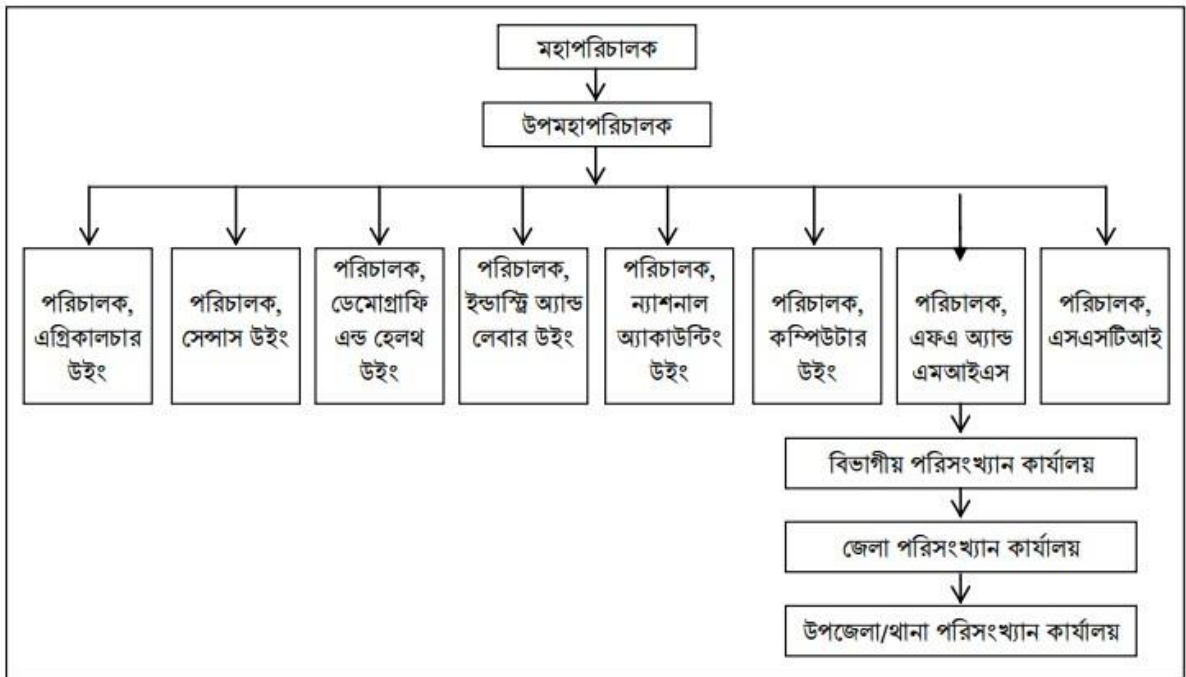 মহাপরিচালক
উপমহাপরিচালক
পরিচালক,
এগ্রিকালচার
উইং
পরিচালক,
সেন্সাস উইং
পরিচালক,
ডেমোগ্রাফি
এন্ড হেলথ
উইং
পরিচালক,
ইন্ডাস্ট্রি অ্যান্ড
লেবার উইং
পরিচালক,
ন্যাশনাল
অ্যাকাউন্টিং
উইং
পরিচালক,
কম্পিউটার
উইং
পরিচালক,
এফএ অ্যান্ড
এমআইএস
পরিচালক,
এসএসটিআই
বিভাগীয় পরিসংখ্যান কার্যালয়
জেলা পরিসংখ্যান কার্যালয়
উপজেলা/থানা পরিসংখ্যান কার্যালয়